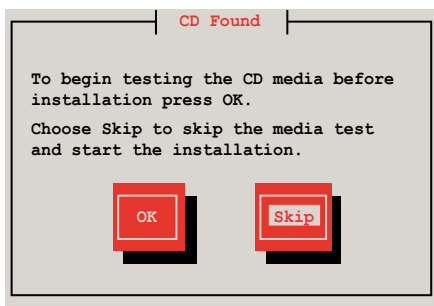 CD Found
To begin testing the CD media before
installation press OK.
Choose Skip to skip the media test
and start the installation.
OK
Skip